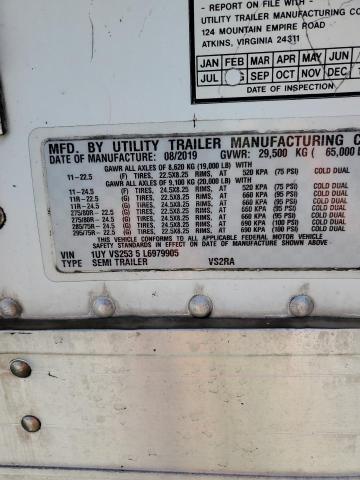 - REPORT ON FILE WITH -
UTILITY TRAILER MANUFACTURING CO
124 MOUNTAIN EMPIRE ROAD
ATKINS, VIRGINIA 24311
JAN FEB MAR APR MAY JUN
JUL SEP OCT NOV DEC
DATE OF INSPECTION
MFD. BY UTILITY TRAILER MANUFACTURING C
DATE OF MANUFACTURE: 08/2019 GVWR: 29,500 KG ( 65,000
GAWR ALL AXLES OF 8,620 KG (19,000 LB) WITH
11-22.5 (F) TIRES, 22.5X8.25 RIMS, AT 520 KPA (75 PSI) COLD DUAL
GAWR ALL AXLES OF 9,100 KG (20,000 LB) WITH
11-24.5 (F) TIRES, 24.5X8.25 RIMS, AT 520 KPA (75 PSI) COLD DUAL
11R-22.5 (G) TIRES, 22.5X8.25 RIMS, AT 660 KPA (95 PSI) COLD DUAL
11R-24.5 (G) TIRES, 24.5X8.25 RIMS, AT 660 KPA (95 PSI) COLD DUAL
275/80R-22.5 (G) TIRES, 22.5X8.25 RIMS, AT 660 KPA (95 PSI) COLD DUAL
275/80R-24.5 (G) TIRES, 24.5X8.25 RIMS, AT 660 KPA (95 PSI) COLD DUAL
285/75R-24.5 (G) TIRES, 24.5X8.25 RIMS, AT 660 KPA (95 PSI) COLD DUAL
295/75R-22.5 (G) TIRES, 22.5X8.25 RIMS, AT 690 KPA (100 PSI) COLD DUAL
THIS VEHICLE CONFORMS TO ALL APPLICABLE FEDERAL MOTOR VEHICLE
SAFETY STANDARDS IN EFFECT ON THE DATE OF MANUFACTURE SHOWN ABOVE.
VIN 1UY VS253 5 L6979905
TYPE SEMI TRAILER VS2RA